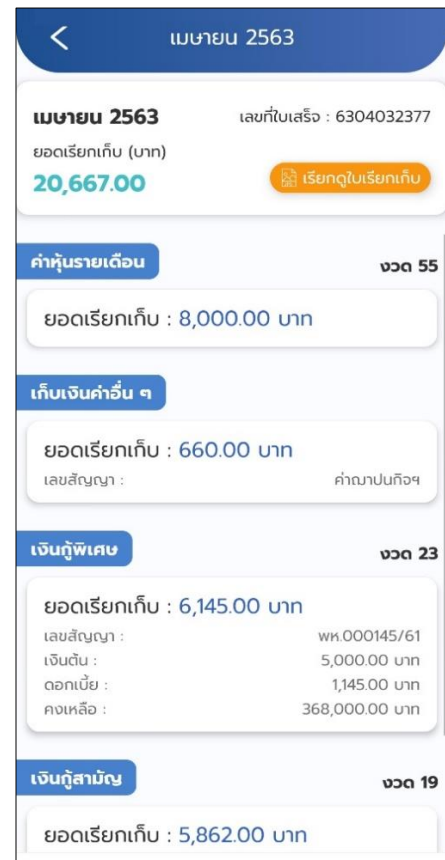 เมษายน 2563
เมษายน 2563 เลขที่ใบเสร็จ : 6304032377
ยอดเรียกเก็บ (บาท)
20,667.00 เรียกดูใบเรียกเก็บ
ค่าหุ้นรายเดือน งวด 55
ยอดเรียกเก็บ : 8,000.00 บาท
เก็บเงินค่าอื่น ๆ
ยอดเรียกเก็บ : 660.00 บาท
เลขสัญญา : ค่าฌาปนกิจฯ
เงินกู้พิเศษ งวด 23
ยอดเรียกเก็บ : 6,145.00 บาท
เลขสัญญา : พห.000145/61
เงินต้น : 5,000.00 บาท
ดอกเบี้ย : 1,145.00 บาท
คงเหลือ : 368,000.00 บาท
เงินกู้สามัญ งวด 19
ยอดเรียกเก็บ : 5,862.00 บาท